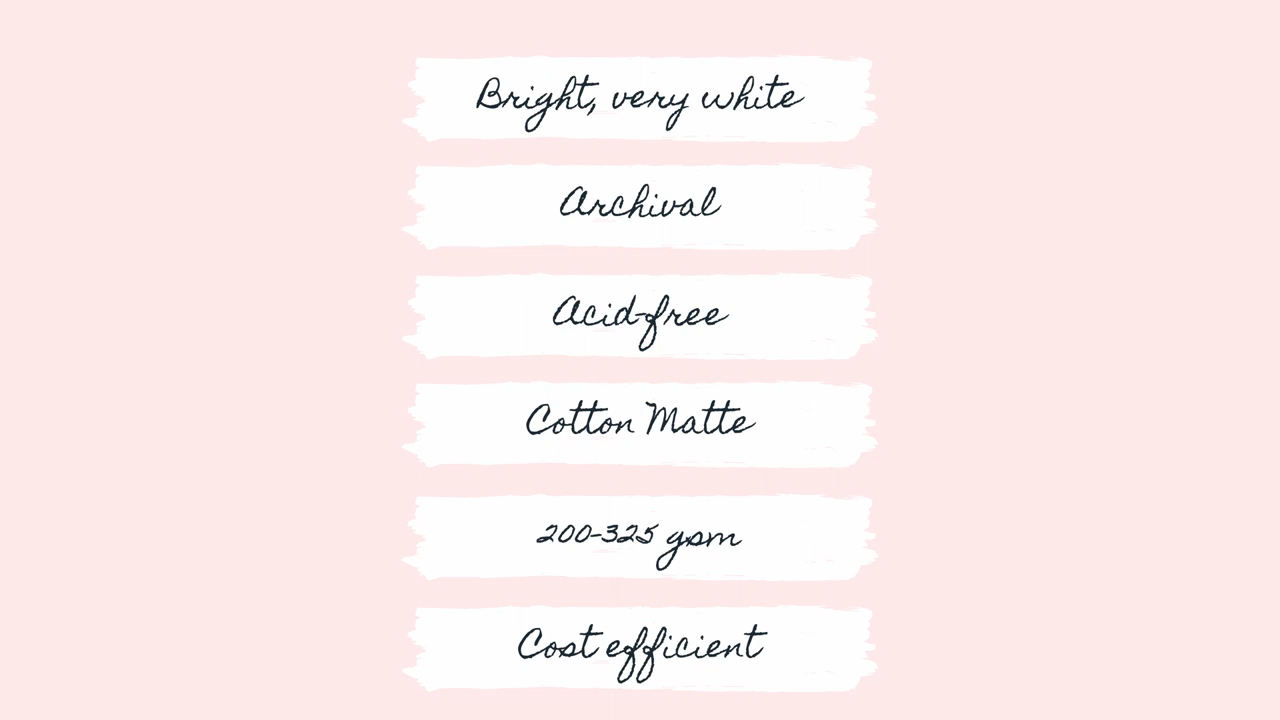 Bright, very white
Archival
Acid-free
Cotton Matte
200-325 gsm
Cost efficient